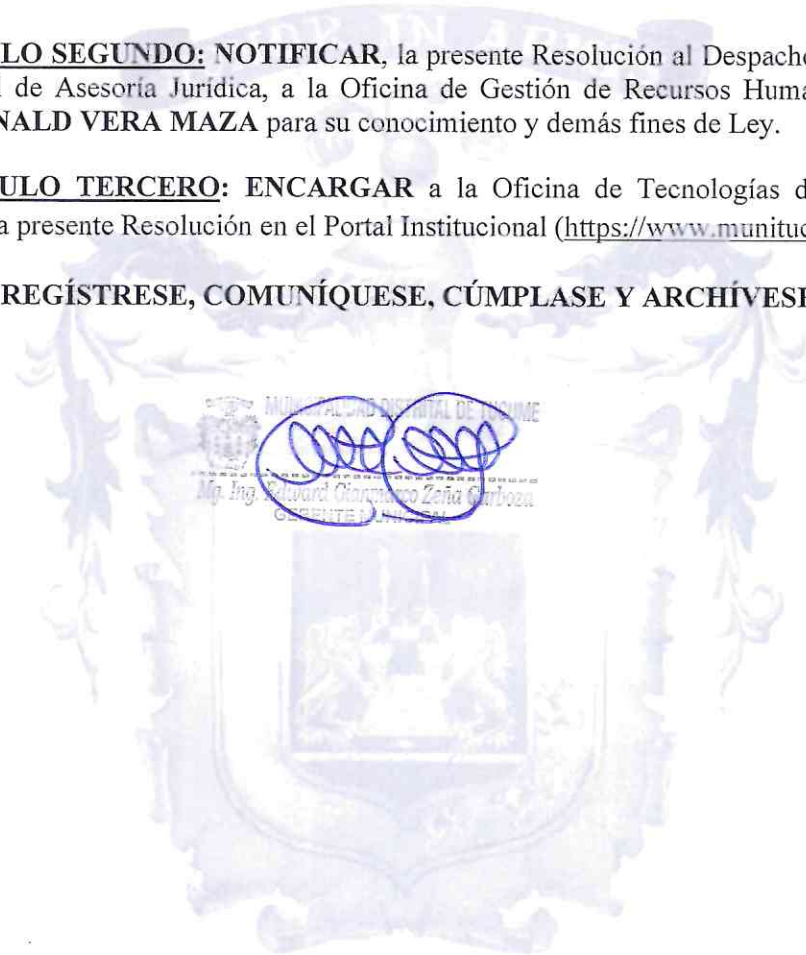 LO SEGUNDO: NOTIFICAR, la presente Resolución al Despacho
de Asesoría Jurídica, a la Oficina de Gestión de Recursos Huma
NALD VERA MAZA para su conocimiento y demás fines de Ley.
ULO TERCERO: ENCARGAR a la Oficina de Tecnologías d
a presente Resolución en el Portal Institucional (https://www.munituc
REGÍSTRESE, COMUNÍQUESE, CÚMPLASE Y ARCHÍVESE
MUNICIPALIDAD DISTRITAL DE TUCUME
Mg. Ing. Edward Zeña
GERENTE MUNICIPAL